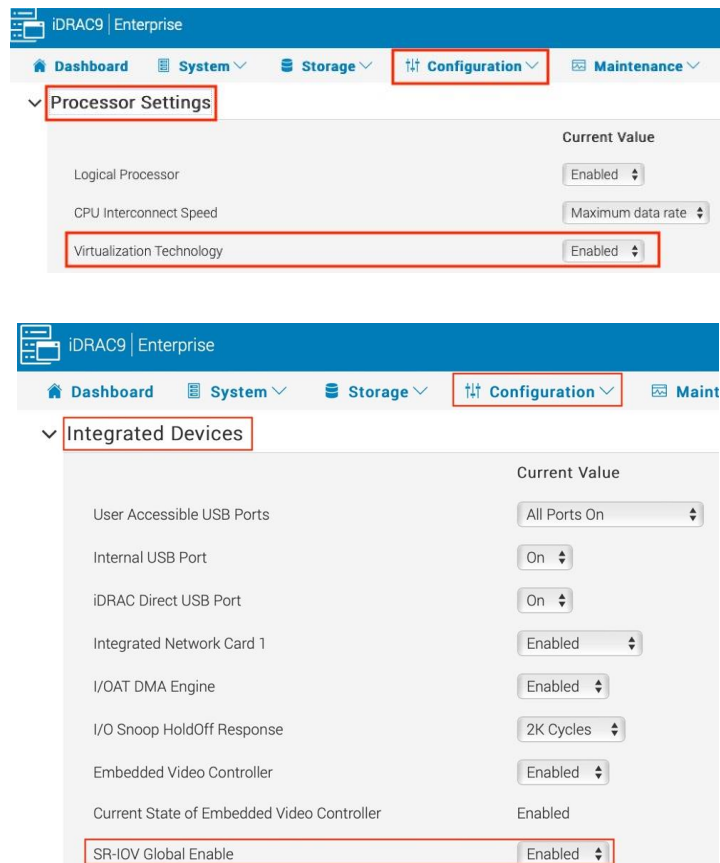 iDRAC9 | Enterprise
Dashboard System Storage Configuration Maintenance
Processor Settings
Current Value
Logical Processor Enabled
CPU Interconnect Speed Maximum data rate
Virtualization Technology Enabled
iDRAC9 | Enterprise
Dashboard System Storage Configuration Maint
Integrated Devices
Current Value
User Accessible USB Ports All Ports On
Internal USB Port On
iDRAC Direct USB Port On
Integrated Network Card 1 Enabled
I/OAT DMA Engine Enabled
I/O Snoop HoldOff Response 2K Cycles
Embedded Video Controller Enabled
Current State of Embedded Video Controller Enabled
SR-IOV Global Enable Enabled